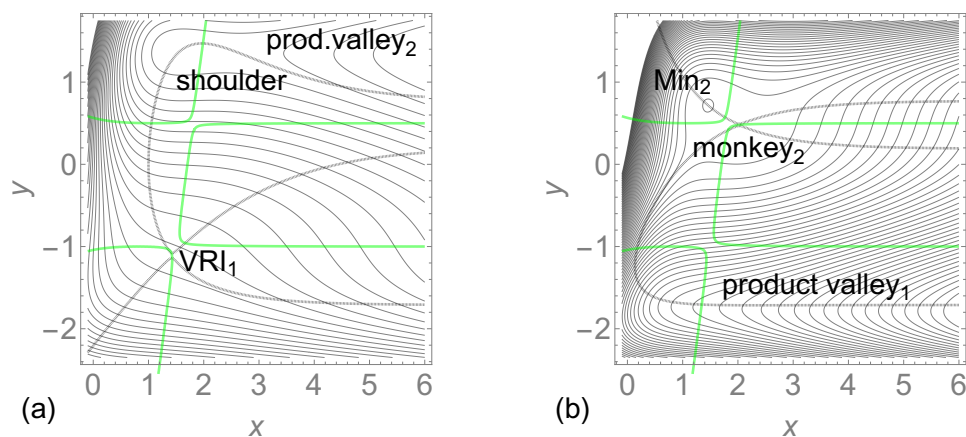 prod.valley₂
shoulder
VRI₁
1
0
−1
−2
y
0 1 2 3 4 5 6
x
(a)
Min₂
monkey₂
product valley₁
1
0
−1
−2
y
0 1 2 3 4 5 6
x
(b)